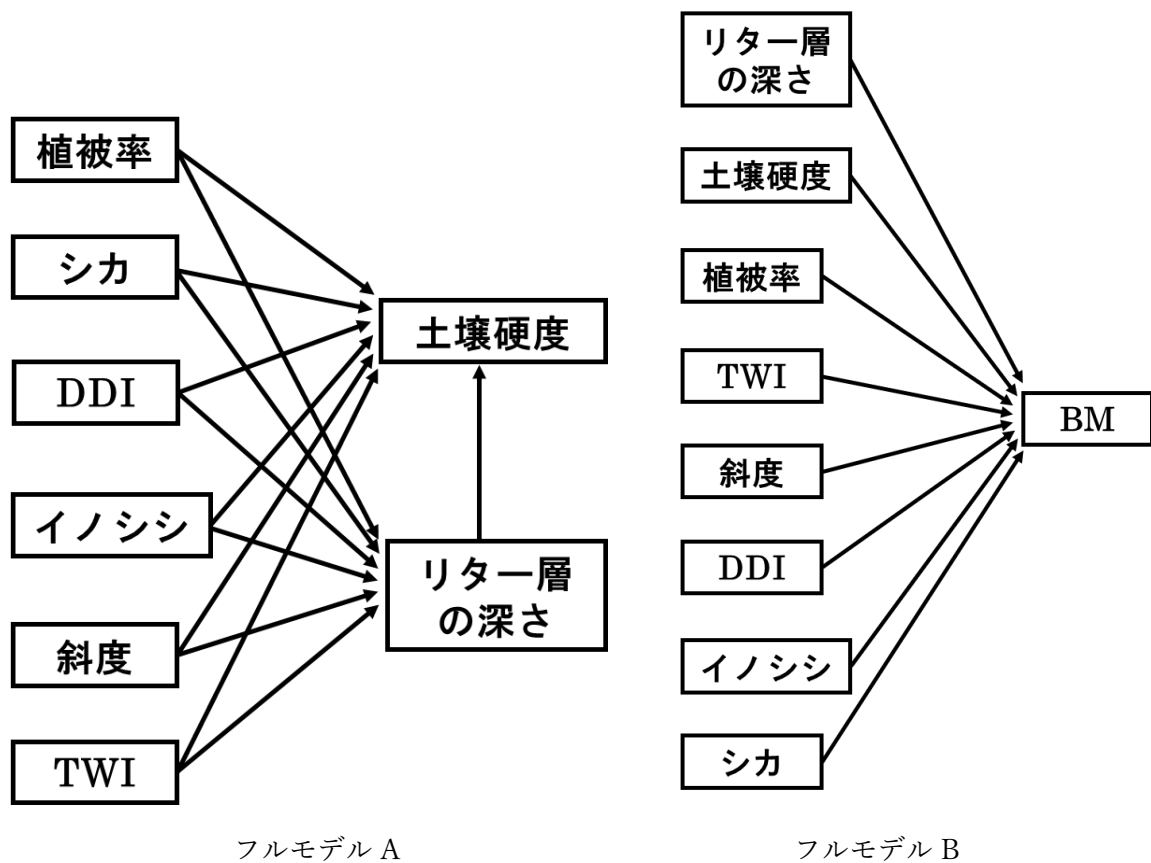 植被率
シカ
DDI
イノシシ
斜度
TWI
土壌硬度
リター層
の深さ
フルモデル A
リター層
の深さ
土壌硬度
植被率
TWI
斜度
DDI
イノシシ
シカ
BM
フルモデル B